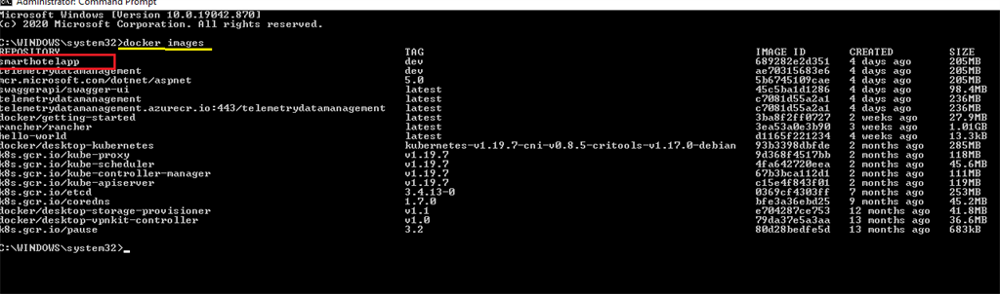 Administrator: Command Prompt
Microsoft Windows [Version 10.0.19042.870]
(c) 2020 Microsoft Corporation. All rights reserved.
C:\WINDOWS\system32>docker images
REPOSITORY TAG IMAGE ID CREATED SIZE
smarthotelapp dev 689282e2d351 4 days ago 205MB
telemetrydatamanagement dev ae70315683e6 4 days ago 205MB
mcr.microsoft.com/dotnet/aspnet 5.0 5b6745109cae 4 days ago 205MB
swaggerapi/swagger-ui latest 45c5ba1d1286 4 days ago 98.4MB
telemetrydatamanagement latest c7081d55a2a1 4 days ago 236MB
telemetrydatamanagement.azurecr.io:443/telemetrydatamanagement latest c7081d55a2a1 4 days ago 236MB
docker/getting-started latest 3ba8f2ff0727 2 weeks ago 27.9MB
rancher/rancher latest 3ea53a0e3b90 3 weeks ago 1.01GB
hello-world latest d1165f221234 4 weeks ago 13.3kB
docker/desktop-kubernetes kubernetes-v1.19.7-cni-v0.8.5-critools-v1.17.0-debian 93b3398dbfde 2 months ago 285MB
k8s.gcr.io/kube-proxy v1.19.7 9d368f4517bb 2 months ago 118MB
k8s.gcr.io/kube-scheduler v1.19.7 4fa642720eea 2 months ago 45.6MB
k8s.gcr.io/kube-controller-manager v1.19.7 67b3bca112d1 2 months ago 111MB
k8s.gcr.io/kube-apiserver v1.19.7 c15e4f843f01 2 months ago 119MB
k8s.gcr.io/etcd 3.4.13-0 0369cf4303ff 7 months ago 253MB
k8s.gcr.io/coredns 1.7.0 bfe3a36ebd25 9 months ago 45.2MB
docker/desktop-storage-provisioner v1.1 e704287ce753 12 months ago 41.8MB
docker/desktop-vpnkit-controller v1.0 79da37e5a3aa 13 months ago 36.6MB
k8s.gcr.io/pause 3.2 80d28bedfe5d 13 months ago 683kB
C:\WINDOWS\system32>_